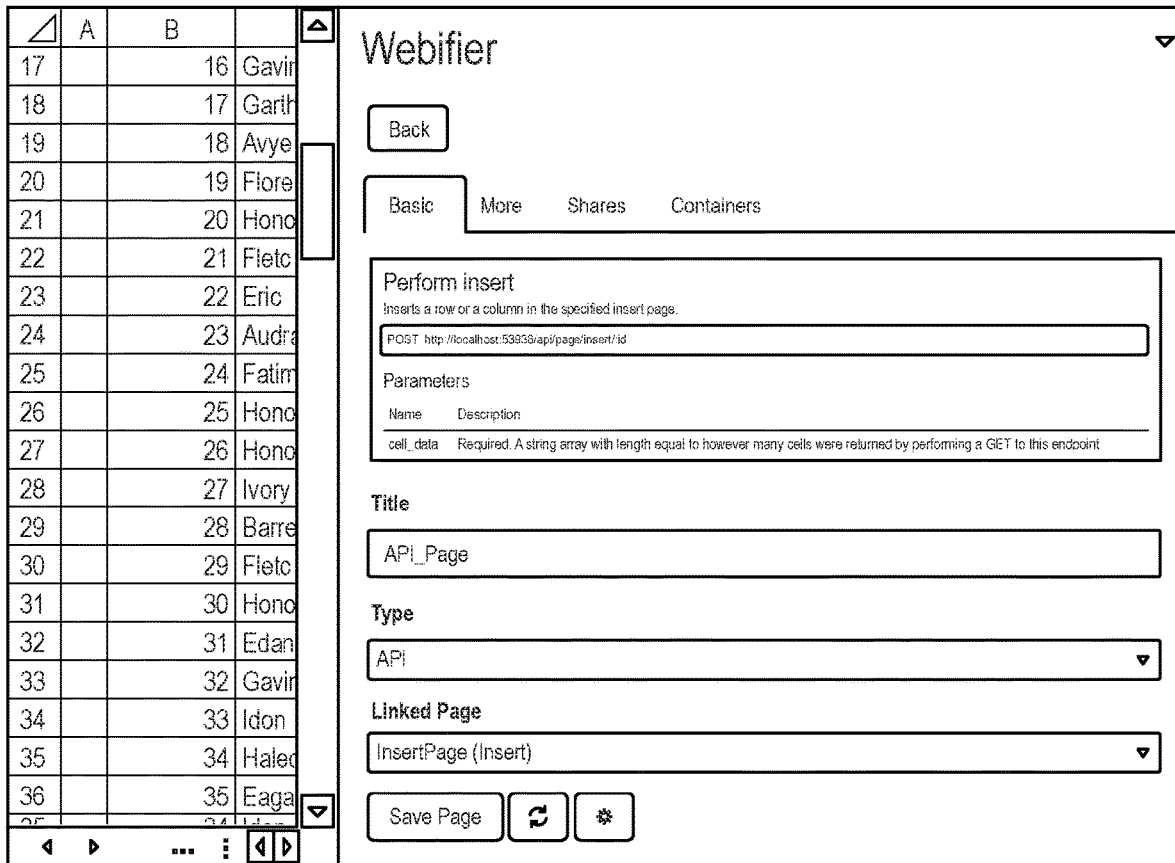 A B
17 16 Gavin
18 17 Garth
19 18 Avye
20 19 Flore
21 20 Hono
22 21 Fletc
23 22 Eric
24 23 Audra
25 24 Fatim
26 25 Hono
27 26 Hono
28 27 Ivory
29 28 Barre
30 29 Fletc
31 30 Hono
32 31 Edan
33 32 Gavin
34 33 Idon
35 34 Halec
36 35 Eaga
Webifier
Back
Basic More Shares Containers
Perform insert
Inserts a row or a column in the specified insert page.
POST http://localhost:53936/api/page/insert/:id
Parameters
Name Description
cell_data Required. A string array with length equal to however many cells were returned by performing a GET to this endpoint
Title
API_Page
Type
API
Linked Page
InsertPage (Insert)
Save Page